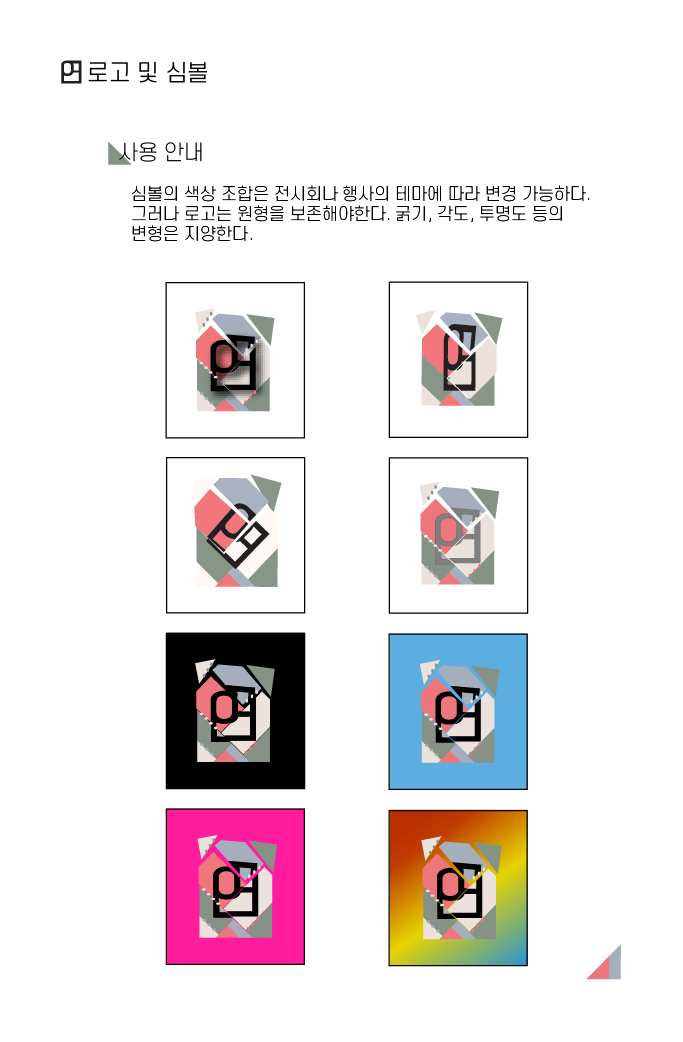 로고 및 심볼
사용 안내
심볼의 색상 조합은 전시회나 행사의 테마에 따라 변경 가능하다.
그러나 로고는 원형을 보존해야한다. 굵기, 각도, 투명도 등의
변형은 지양한다.